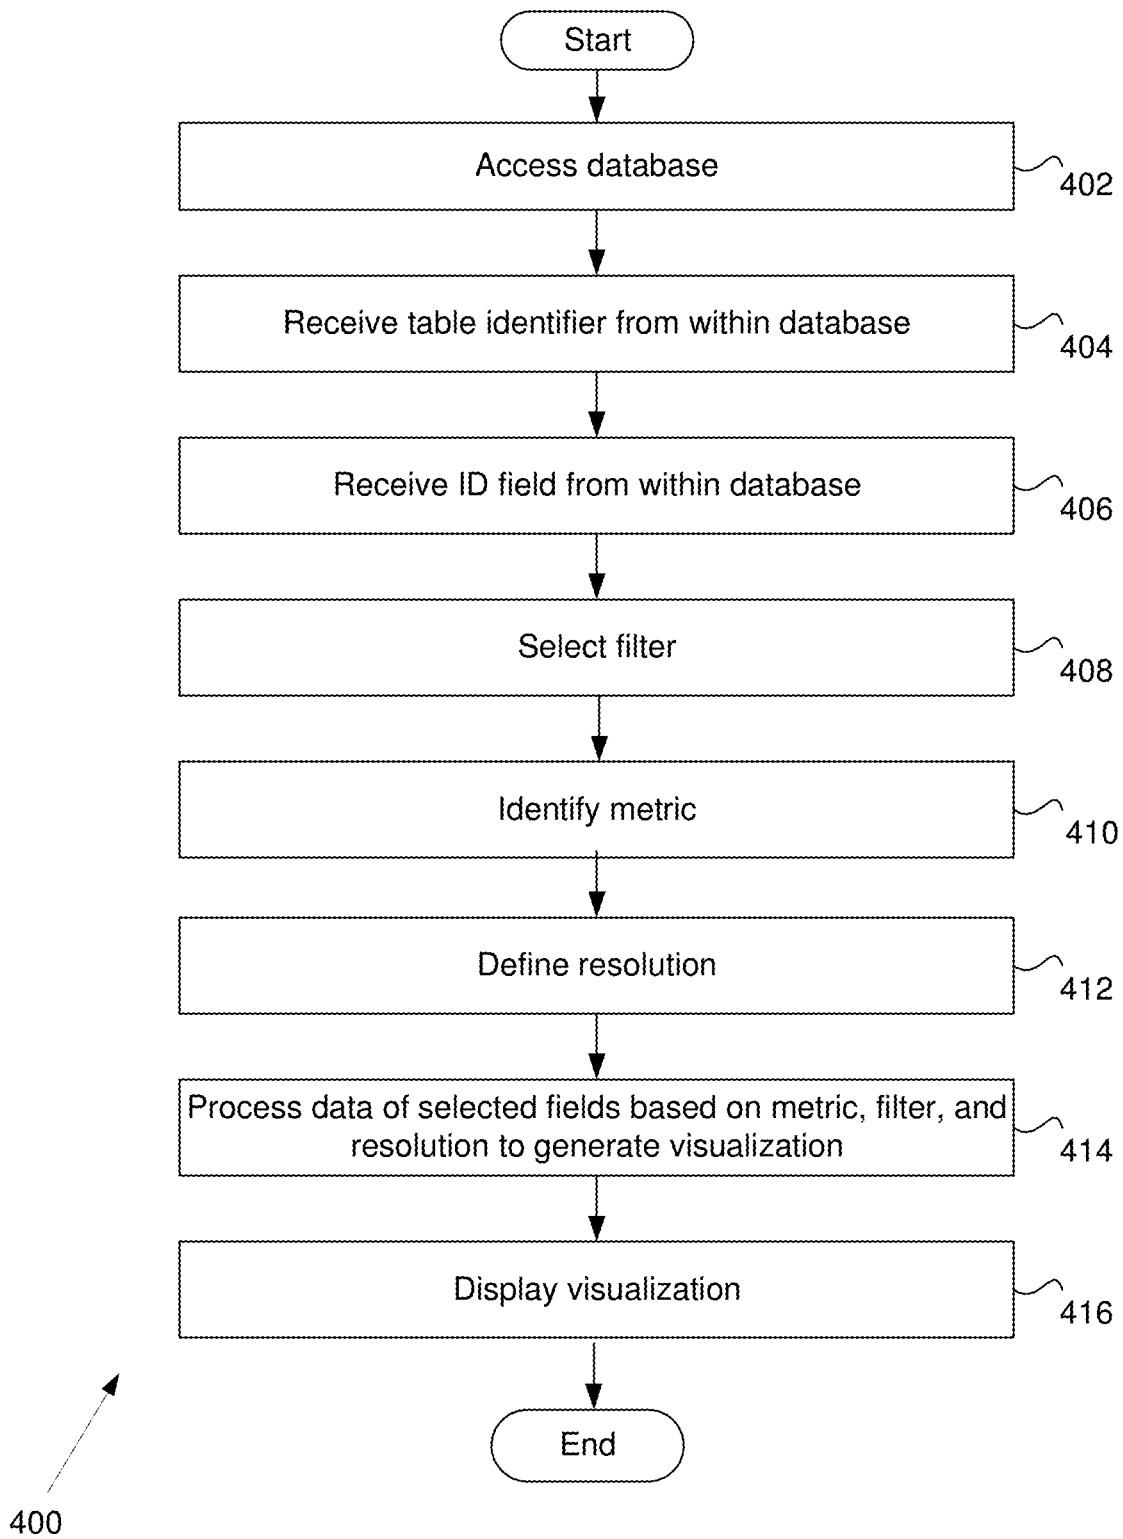 Start
Access database
402
Receive table identifier from within database
404
Receive ID field from within database
406
Select filter
408
Identify metric
410
Define resolution
412
Process data of selected fields based on metric, filter, and
resolution to generate visualization
414
Display visualization
416
End
400